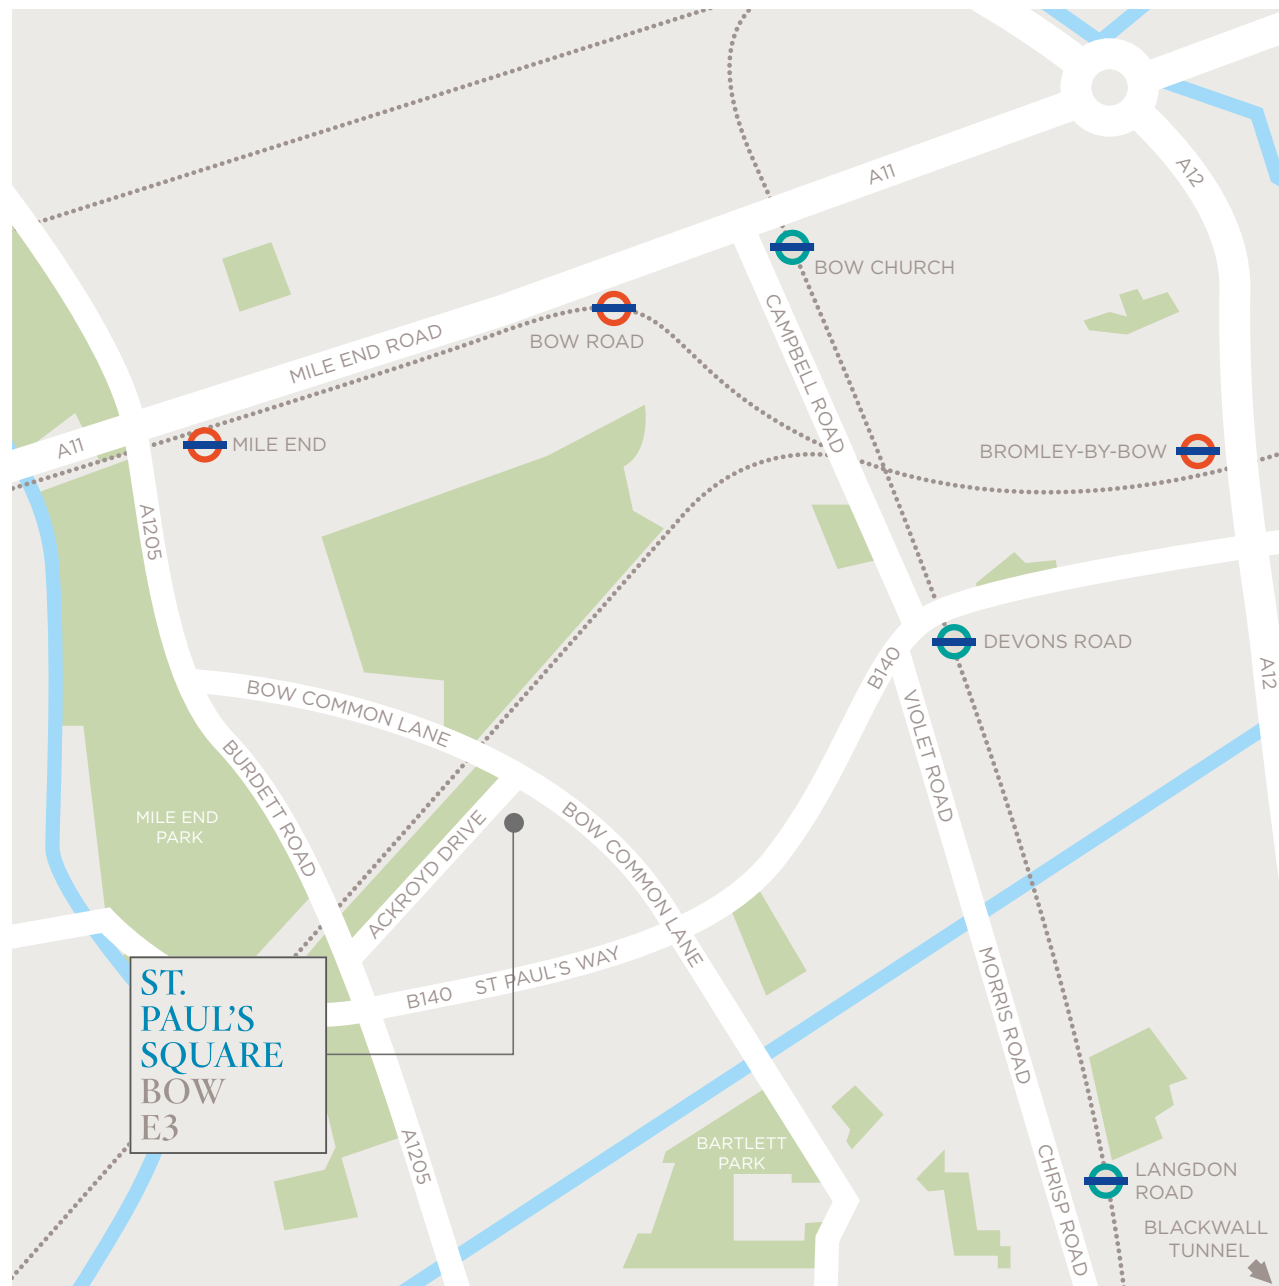 A11
A12
BOW CHURCH
CAMPBELL ROAD
BOW ROAD
MILE END ROAD
MILE END
A11
BROMLEY-BY-BOW
A1205
DEVONS ROAD
B140
A12
BOW COMMON LANE
VIOLET ROAD
BURDETT ROAD
MILE END
PARK
ACKROYD DRIVE
BOW COMMON LANE
ST PAUL'S WAY
B140
MORRIS ROAD
ST.
PAUL'S
SQUARE
BOW
E3
A1205
BARTLETT
PARK
CHRISP ROAD
LANGDON
ROAD
BLACKWALL
TUNNEL